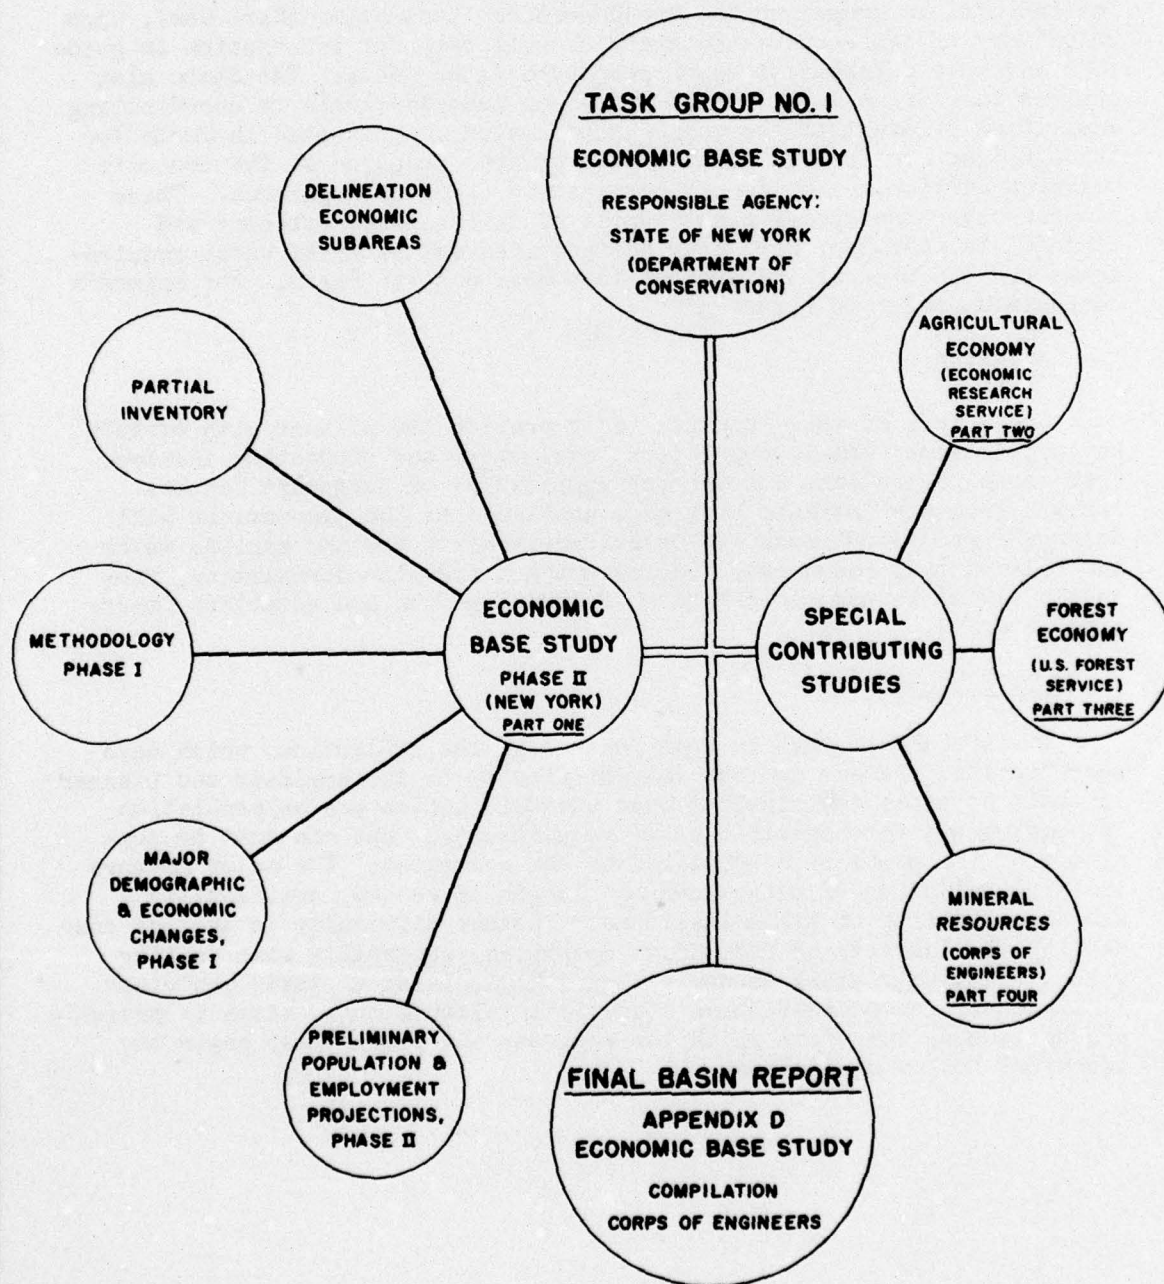 TASK GROUP NO. I
ECONOMIC BASE STUDY
RESPONSIBLE AGENCY:
STATE OF NEW YORK
(DEPARTMENT OF
CONSERVATION)
DELINEATION
ECONOMIC
SUBAREAS
PARTIAL
INVENTORY
METHODOLOGY
PHASE I
MAJOR
DEMOGRAPHIC
& ECONOMIC
CHANGES,
PHASE I
PRELIMINARY
POPULATION &
EMPLOYMENT
PROJECTIONS,
PHASE II
ECONOMIC
BASE STUDY
PHASE II
(NEW YORK)
PART ONE
SPECIAL
CONTRIBUTING
STUDIES
AGRICULTURAL
ECONOMY
(ECONOMIC
RESEARCH
SERVICE)
PART TWO
FOREST
ECONOMY
(U.S. FOREST
SERVICE)
PART THREE
MINERAL
RESOURCES
(CORPS OF
ENGINEERS)
PART FOUR
FINAL BASIN REPORT
APPENDIX D
ECONOMIC BASE STUDY
COMPILATION
CORPS OF ENGINEERS